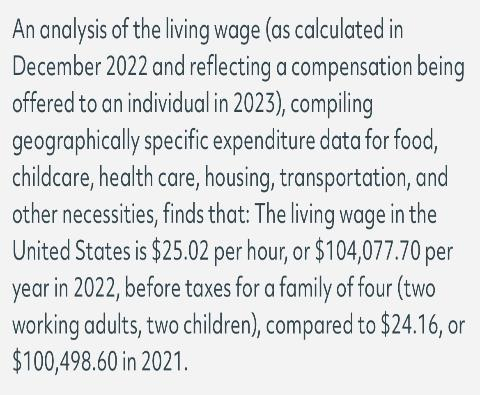 An analysis of the living wage (as calculated in
December 2022 and reflecting a compensation being
offered to an individual in 2023), compiling
geographically specific expenditure data for food,
childcare, health care, housing, transportation, and
other necessities, finds that: The living wage in the
United States is $25.02 per hour, or $104,077.70 per
year in 2022, before taxes for a family of four (two
working adults, two children), compared to $24.16, or
$100,498.60 in 2021.